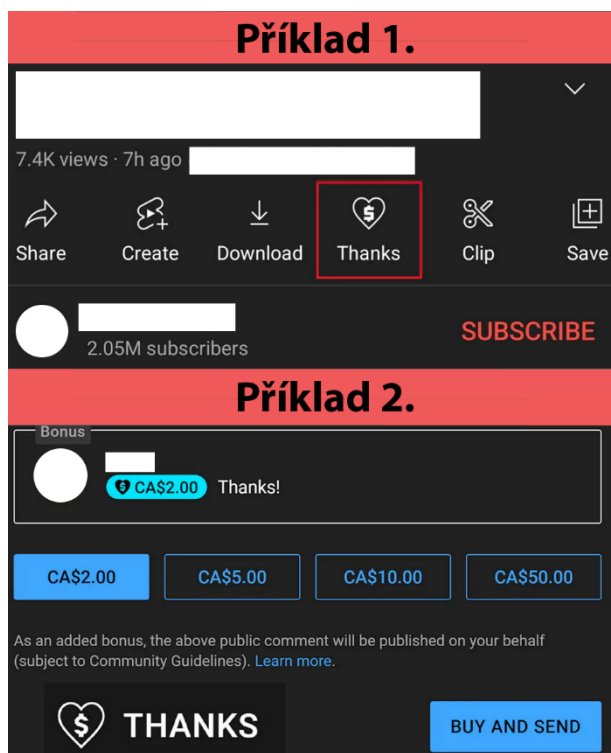 Příklad 1.
7.4K views · 7h ago
Share Create Download Thanks Clip Save
2.05M subscribers SUBSCRIBE
Příklad 2.
Bonus
CA$2.00 Thanks!
CA$2.00 CA$5.00 CA$10.00 CA$50.00
As an added bonus, the above public comment will be published on your behalf
(subject to Community Guidelines). Learn more.
THANKS BUY AND SEND